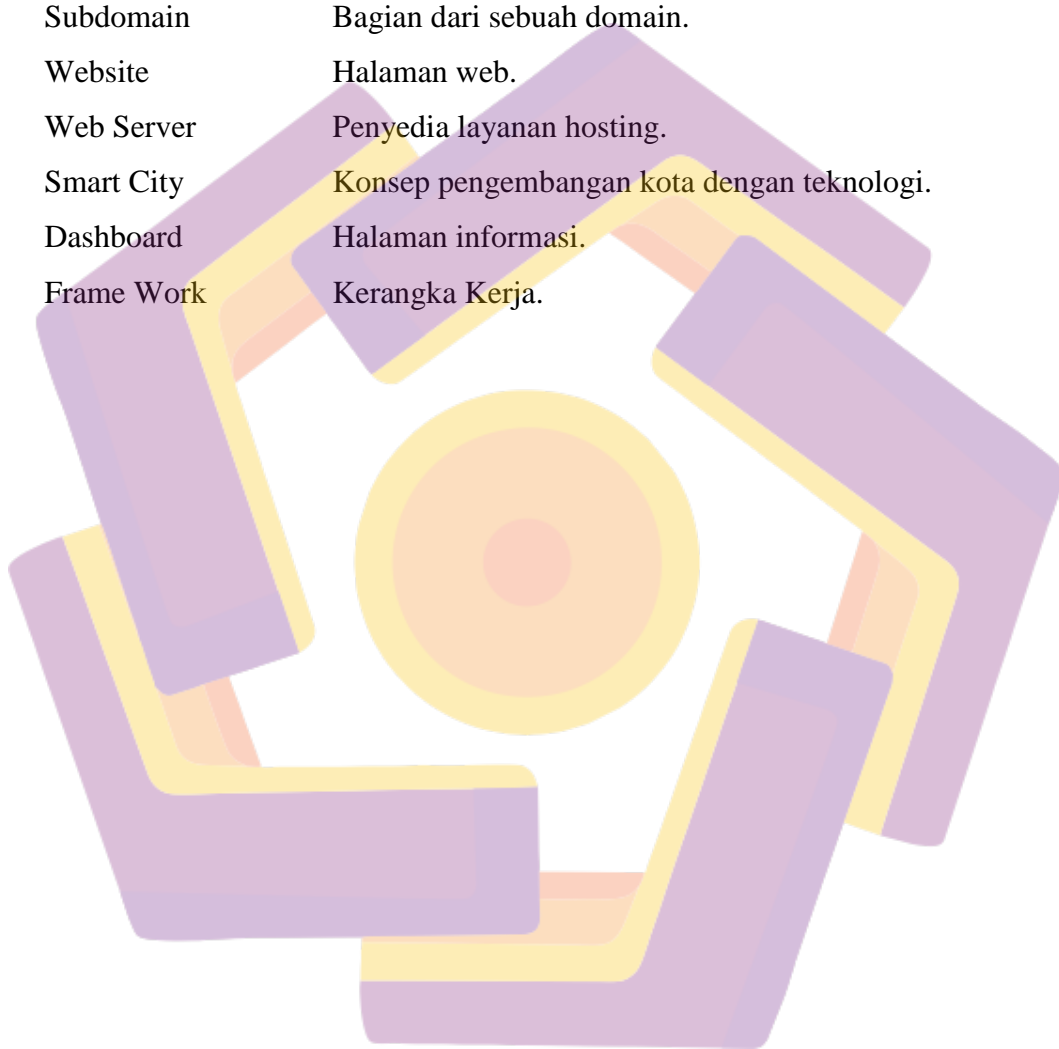 Subdomain Bagian dari sebuah domain.
Website Halaman web.
Web Server Penyedia layanan hosting.
Smart City Konsep pengembangan kota dengan teknologi.
Dashboard Halaman informasi.
Frame Work Kerangka Kerja.